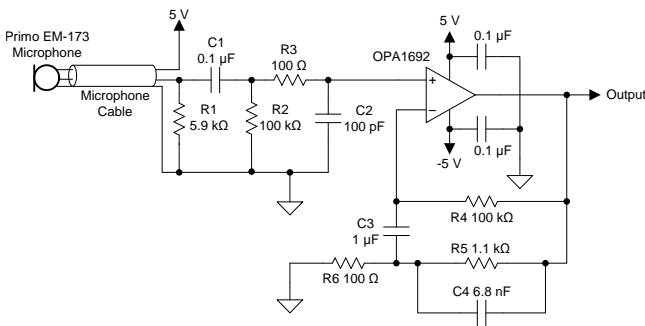 Primo EM-173
Microphone
5 V
Microphone
Cable
C1
0.1 µF
R3
100 Ω
R1
5.9 kΩ
R2
100 kΩ
C2
100 pF
5 V
OPA1692
0.1 µF
+
−
Output
-5 V
0.1 µF
R4 100 kΩ
C3
1 µF
R5 1.1 kΩ
R6 100 Ω
C4 6.8 nF